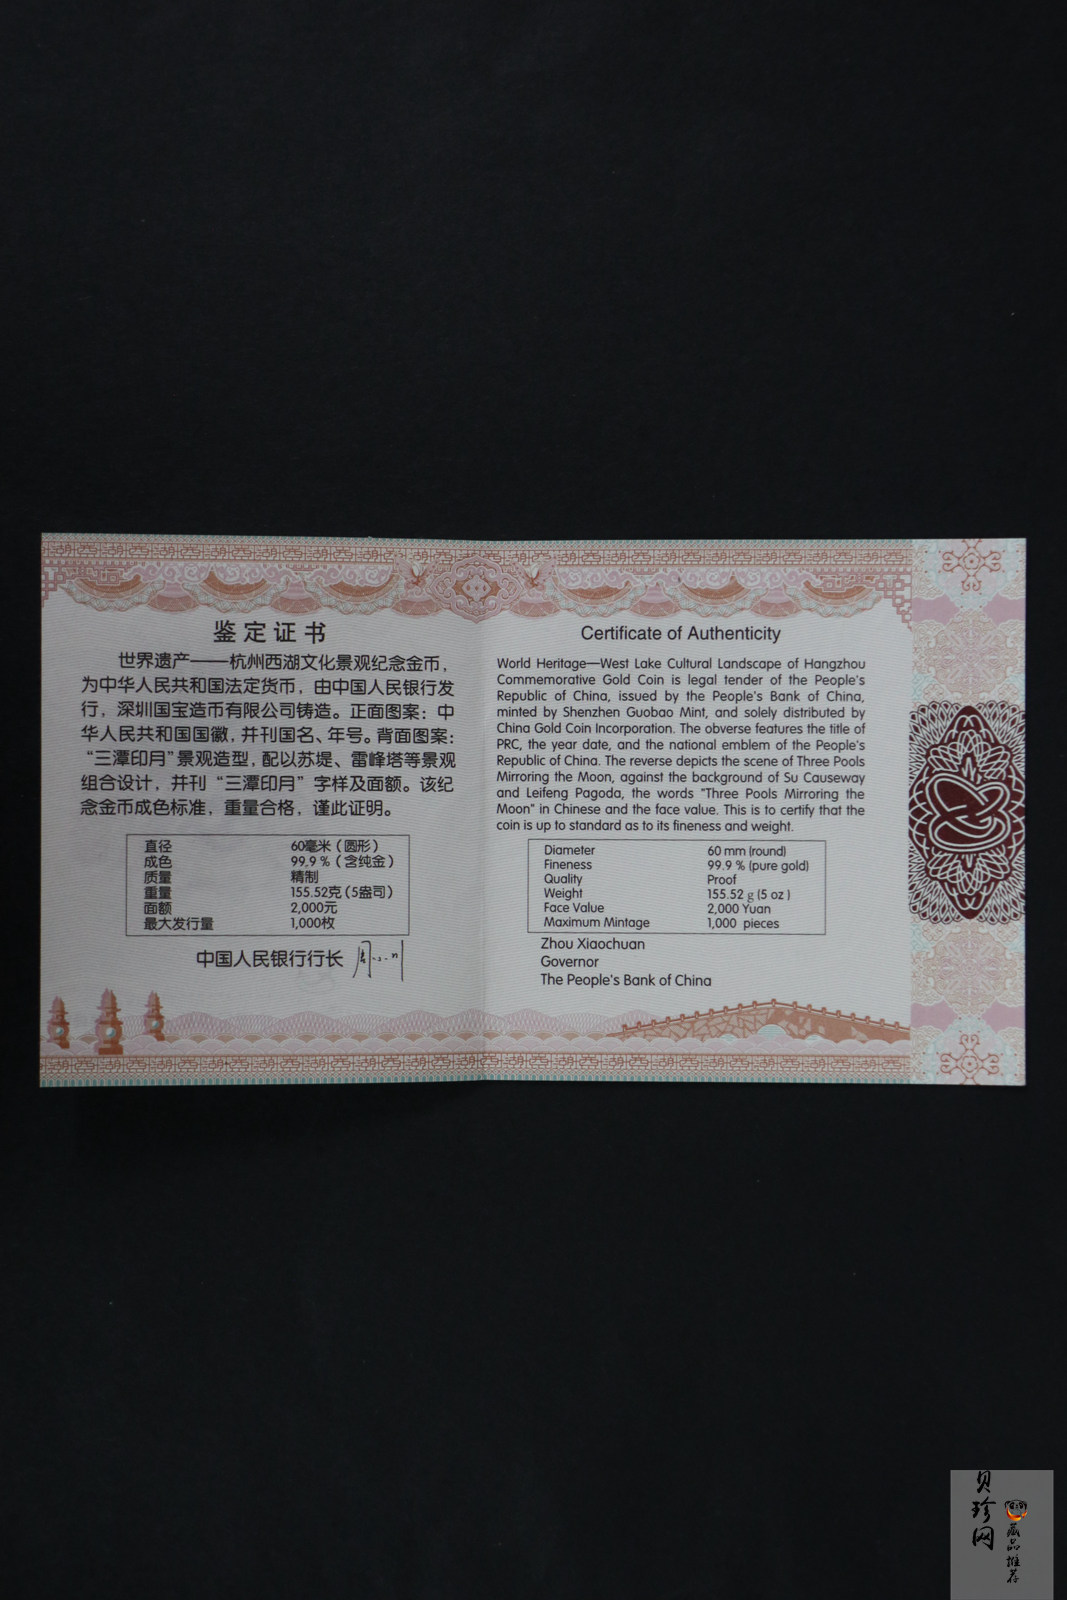 鉴定证书
世界遗产——杭州西湖文化景观纪念金币，
为中华人民共和国法定货币，由中国人民银行发
行，深圳国宝造币有限公司铸造。正面图案：中
华人民共和国国徽，并刊国名、年号。背面图案：
“三潭印月”景观造型，配以苏堤、雷峰塔等景观
组合设计，并刊“三潭印月”字样及面额。该纪
念金币成色标准，重量合格，谨此证明。
直径 60毫米（圆形）
成色 99.9 %（含纯金）
质量 精制
重量 155.52克(5盎司)
面额 2,000元
最大发行量 1,000枚
中国人民银行行长
Certificate of Authenticity
World Heritage—West Lake Cultural Landscape of Hangzhou
Commemorative Gold Coin is legal tender of the People's
Republic of China, issued by the People's Bank of China,
minted by Shenzhen Guobao Mint, and solely distributed by
China Gold Coin Incorporation. The obverse features the title of
PRC, the year date, and the national emblem of the People's
Republic of China. The reverse depicts the scene of Three Pools
Mirroring the Moon, against the background of Su Causeway
and Leifeng Pagoda, the words "Three Pools Mirroring the
Moon" in Chinese and the face value. This is to certify that the
coin is up to standard as to its fineness and weight.
Diameter 60 mm (round)
Fineness 99.9 % (pure gold)
Quality Proof
Weight 155.52 g (5 oz )
Face Value 2,000 Yuan
Maximum Mintage 1,000 pieces
Zhou Xiaochuan
Governor
The People's Bank of China
贝珍网
藏品推荐